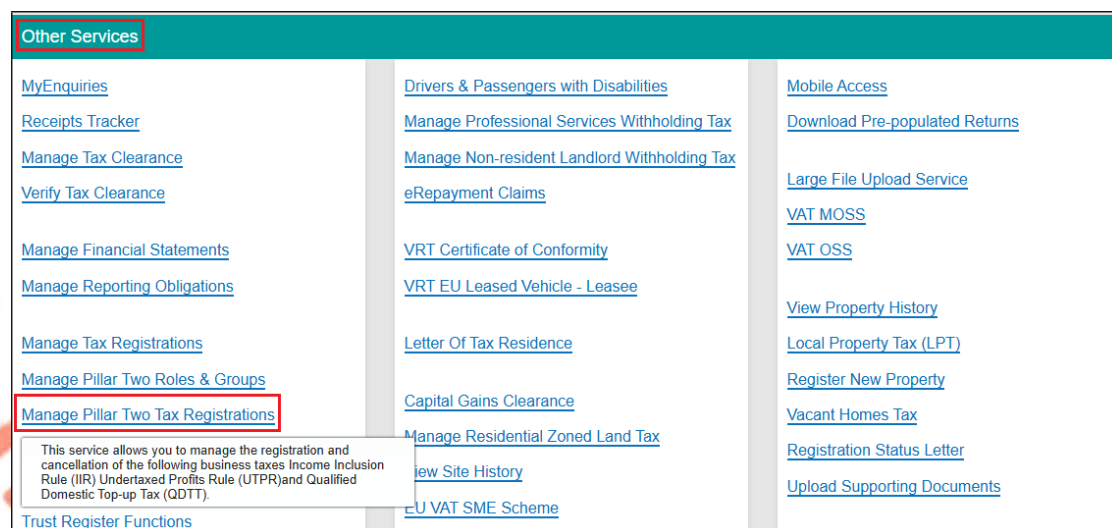 Other Services
MyEnquiries
Receipts Tracker
Manage Tax Clearance
Verify Tax Clearance
Manage Financial Statements
Manage Reporting Obligations
Manage Tax Registrations
Manage Pillar Two Roles & Groups
Manage Pillar Two Tax Registrations
This service allows you to manage the registration and
cancellation of the following business taxes Income Inclusion
Rule (IIR) Undertaxed Profits Rule (UTPR)and Qualified
Domestic Top-up Tax (QDTT).
Trust Register Functions
Drivers & Passengers with Disabilities
Manage Professional Services Withholding Tax
Manage Non-resident Landlord Withholding Tax
eRepayment Claims
VRT Certificate of Conformity
VRT EU Leased Vehicle - Leasee
Letter Of Tax Residence
Capital Gains Clearance
Manage Residential Zoned Land Tax
iew Site History
EU VAT SME Scheme
Mobile Access
Download Pre-populated Returns
Large File Upload Service
VAT MOSS
VAT OSS
View Property History
Local Property Tax (LPT)
Register New Property
Vacant Homes Tax
Registration Status Letter
Upload Supporting Documents